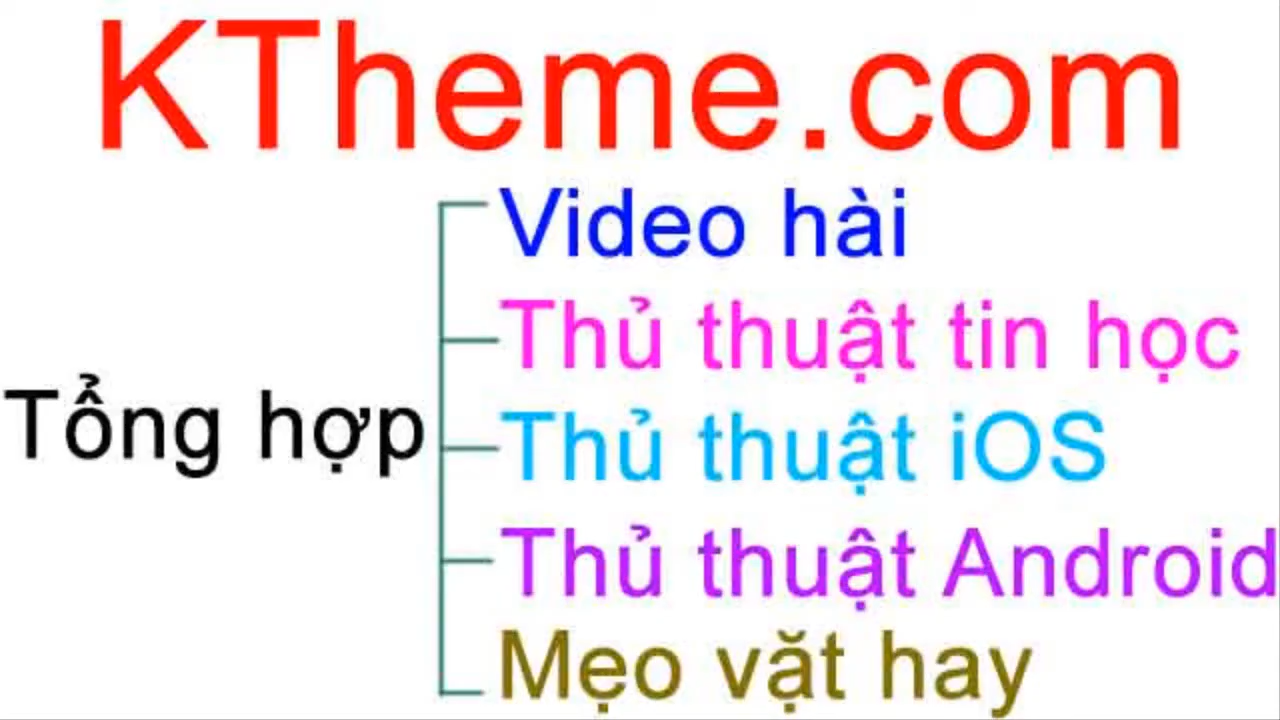 KTheme.com
Video hài
Thủ thuật tin học
Tổng hợp
Thủ thuật iOS
Thủ thuật Android
Mẹo vặt hay